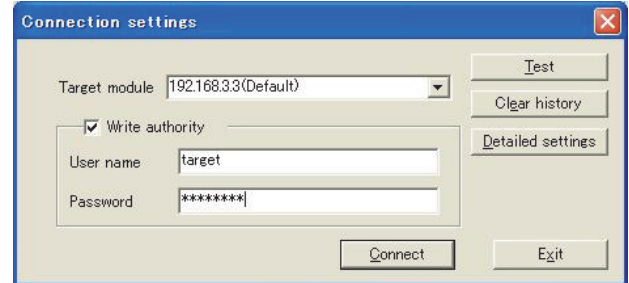 Connection settings
Test
Target module 192.168.3.3(Default)
Clear history
Write authority
Detailed settings
User name target
Password ********
Connect Exit